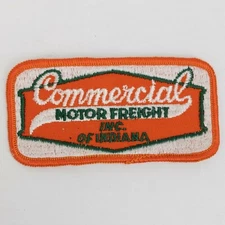 Commercial
MOTOR FREIGHT
INC.
OF INDIANA